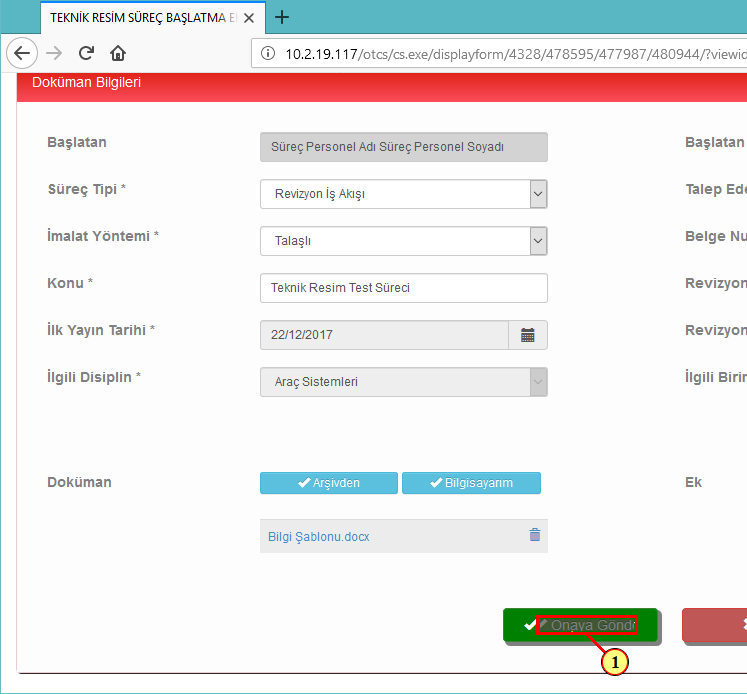 TEKNİK RESİM SÜREÇ BAŞLATMA
10.2.19.117/otcs/cs.exe/displayform/4328/478595/477987/480944/?viewid
Doküman Bilgileri
Başlatan Süreç Personel Adı Süreç Personel Soyadı Başlatan
Süreç Tipi * Revizyon İş Akışı Talep Ede
İmalat Yöntemi * Talaşlı Belge Nu
Konu * Teknik Resim Test Süreci Revizyon
İlk Yayın Tarihi * 22/12/2017 Revizyon
İlgili Disiplin * Araç Sistemleri İlgili Birim
Doküman Arşivden Bilgisayarım Ek
Bilgi Şablonu.docx
Onaya Gönd
1